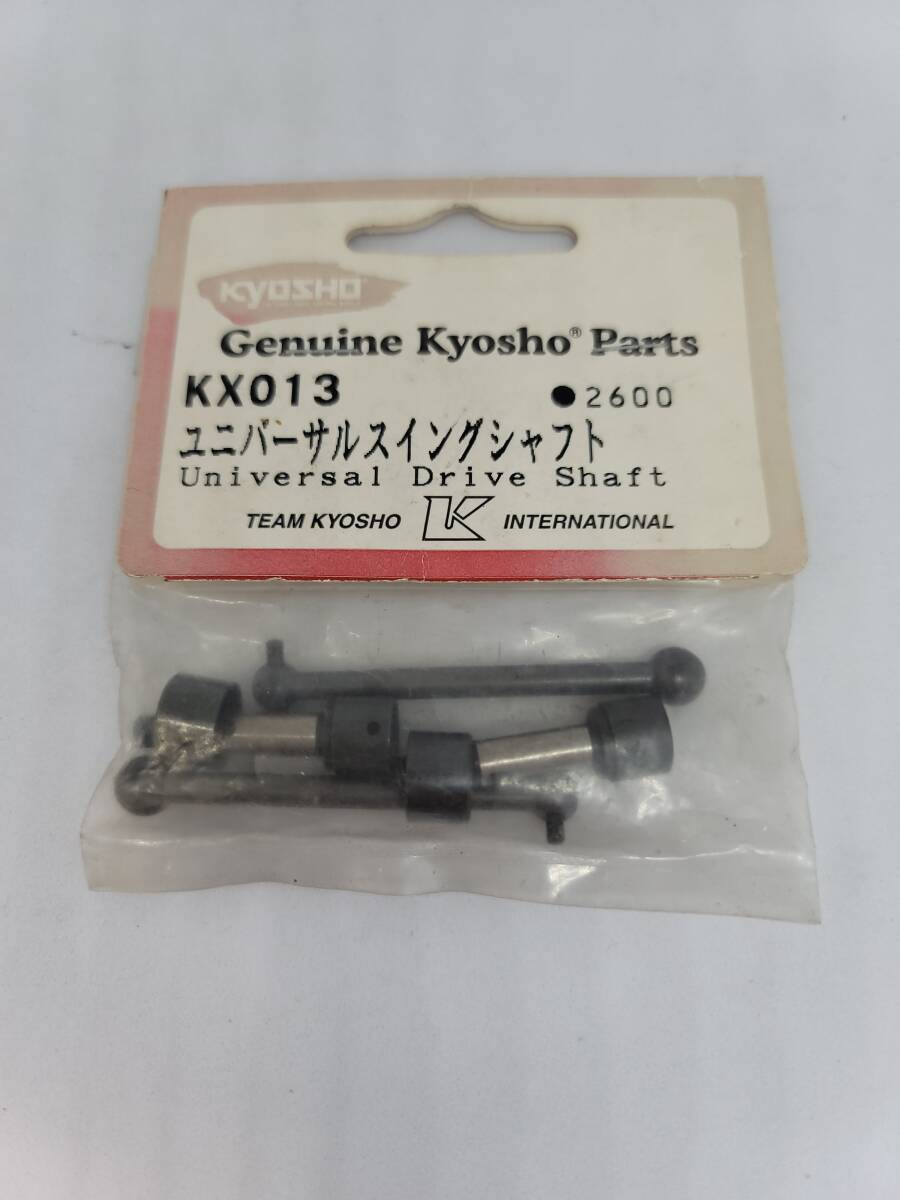 KYOSHO
Genuine Kyosho® Parts
KX013 ●2600
ユニバーサルスイングシャフト
Universal Drive Shaft
TEAM KYOSHO K INTERNATIONAL